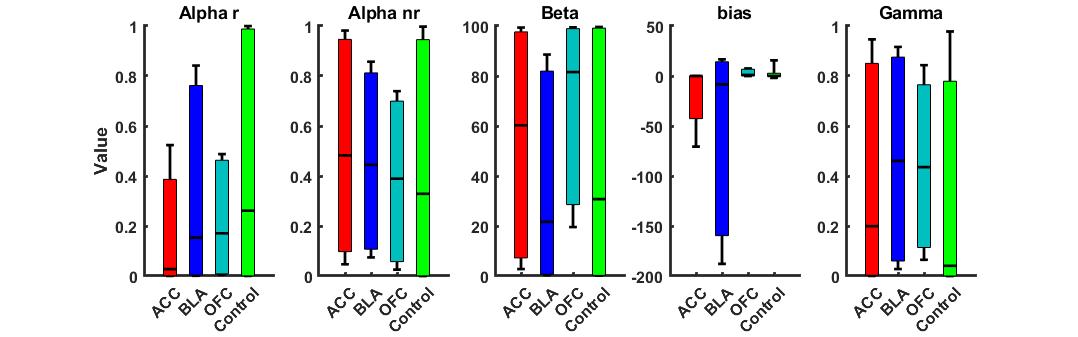 Alpha r
Alpha nr
Beta
bias
Gamma
Value
1
0.8
0.6
0.4
0.2
0
ACC
BLA
OFC
Control
1
0.8
0.6
0.4
0.2
0
ACC
BLA
OFC
Control
100
80
60
40
20
0
ACC
BLA
OFC
Control
50
0
-50
-100
-150
-200
ACC
BLA
OFC
Control
1
0.8
0.6
0.4
0.2
0
ACC
BLA
OFC
Control